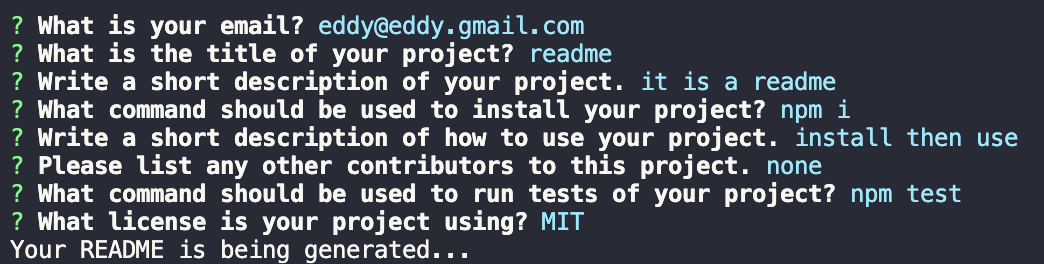 ? What is your email? eddy@eddy.gmail.com
? What is the title of your project? readme
? Write a short description of your project. it is a readme
? What command should be used to install your project? npm i
? Write a short description of how to use your project. install then use
? Please list any other contributors to this project. none
? What command should be used to run tests of your project? npm test
? What license is your project using? MIT
Your README is being generated...